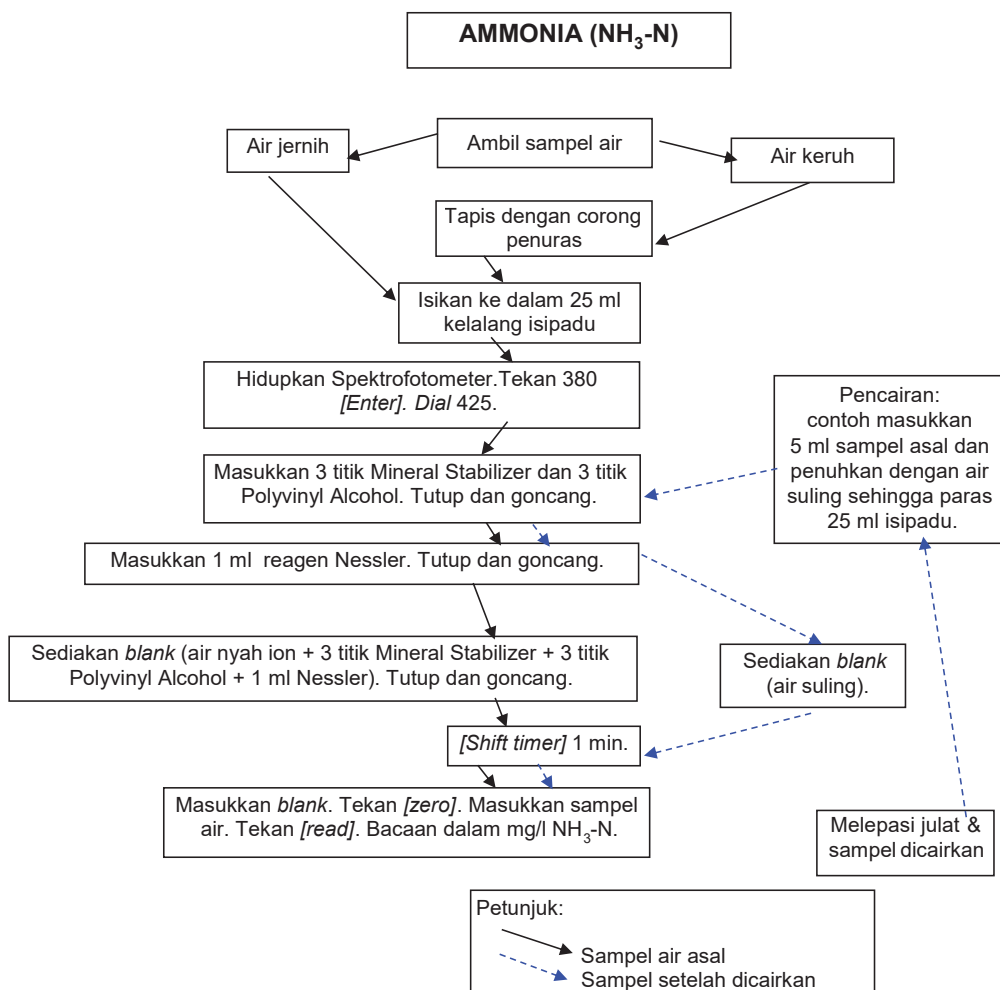 AMMONIA (NH₃-N)
Ambil sampel air
Air jernih
Air keruh
Tapis dengan corong
penuras
Isikan ke dalam 25 ml
kelalang isipadu
Hidupkan Spektrofotometer.Tekan 380
[Enter]. Dial 425.
Pencairan:
contoh masukkan
5 ml sampel asal dan
penuhkan dengan air
suling sehingga paras
25 ml isipadu.
Masukkan 3 titik Mineral Stabilizer dan 3 titik
Polyvinyl Alcohol. Tutup dan goncang.
Masukkan 1 ml  reagen Nessler. Tutup dan goncang.
Sediakan blank (air nyah ion + 3 titik Mineral Stabilizer + 3 titik
Polyvinyl Alcohol + 1 ml Nessler). Tutup dan goncang.
Sediakan blank
(air suling).
[Shift timer] 1 min.
Masukkan blank. Tekan [zero]. Masukkan sampel
air. Tekan [read]. Bacaan dalam mg/l NH₃-N.
Melepasi julat &
sampel dicairkan
Petunjuk:
Sampel air asal
Sampel setelah dicairkan